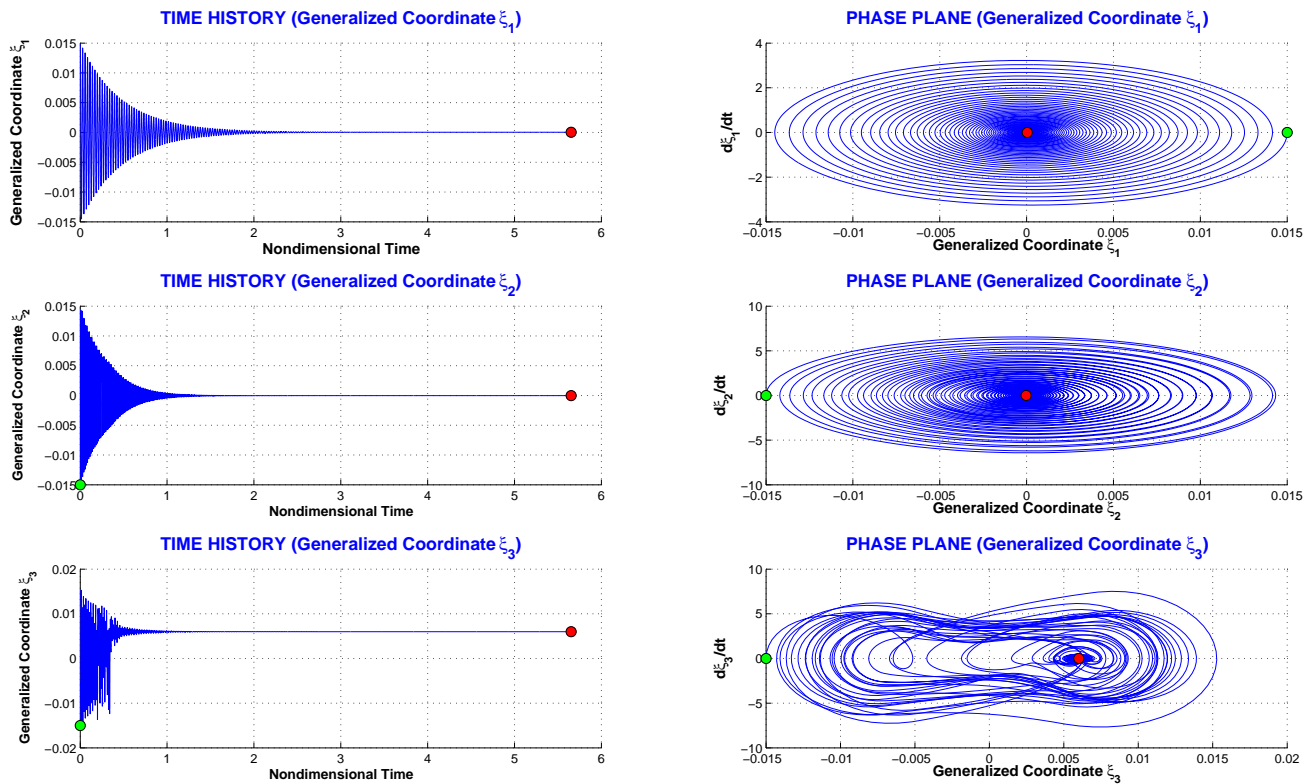 TIME HISTORY (Generalized Coordinate ξ1)
Generalized Coordinate ξ1
0.015
0.01
0.005
0
−0.005
−0.01
−0.015
0 1 2 3 4 5 6
Nondimensional Time
PHASE PLANE (Generalized Coordinate ξ1)
dξ1/dt
4
2
0
−2
−4
−0.015 −0.01 −0.005 0 0.005 0.01 0.015
Generalized Coordinate ξ1
TIME HISTORY (Generalized Coordinate ξ2)
Generalized Coordinate ξ2
0.015
0.01
0.005
0
−0.005
−0.01
−0.015
0 1 2 3 4 5 6
Nondimensional Time
PHASE PLANE (Generalized Coordinate ξ2)
dξ2/dt
10
5
0
−5
−10
−0.015 −0.01 −0.005 0 0.005 0.01 0.015
Generalized Coordinate ξ2
TIME HISTORY (Generalized Coordinate ξ3)
Generalized Coordinate ξ3
0.02
0.01
0
−0.01
−0.02
0 1 2 3 4 5 6
Nondimensional Time
PHASE PLANE (Generalized Coordinate ξ3)
dξ3/dt
10
5
0
−5
−10
−0.015 −0.01 −0.005 0 0.005 0.01 0.015 0.02
Generalized Coordinate ξ3